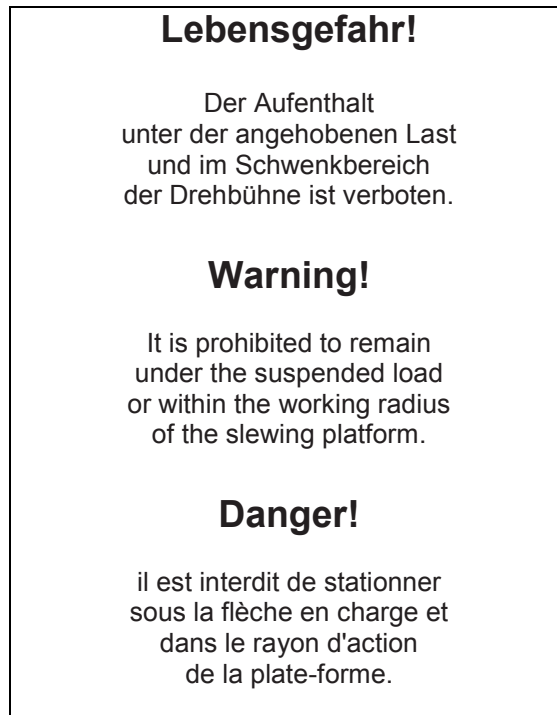 Lebensgefahr!
Der Aufenthalt
unter der angehobenen Last
und im Schwenkbereich
der Drehbühne ist verboten.
Warning!
It is prohibited to remain
under the suspended load
or within the working radius
of the slewing platform.
Danger!
il est interdit de stationner
sous la flèche en charge et
dans le rayon d'action
de la plate-forme.